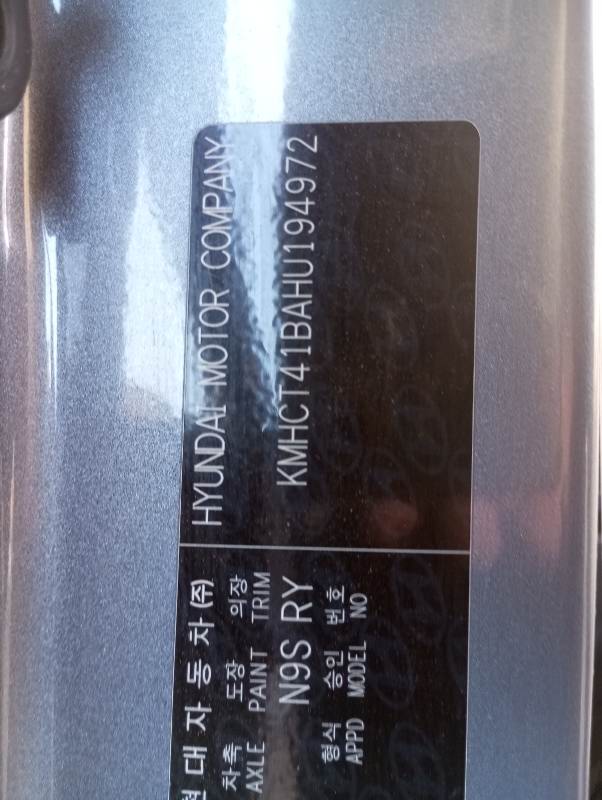 현대자동차(주) HYUNDAI MOTOR COMPANY
차축 도장 의장
AXLE PAINT TRIM
N9S RY KMHCT41BAHU194972
형식 승인 번호
APPD MODEL NO